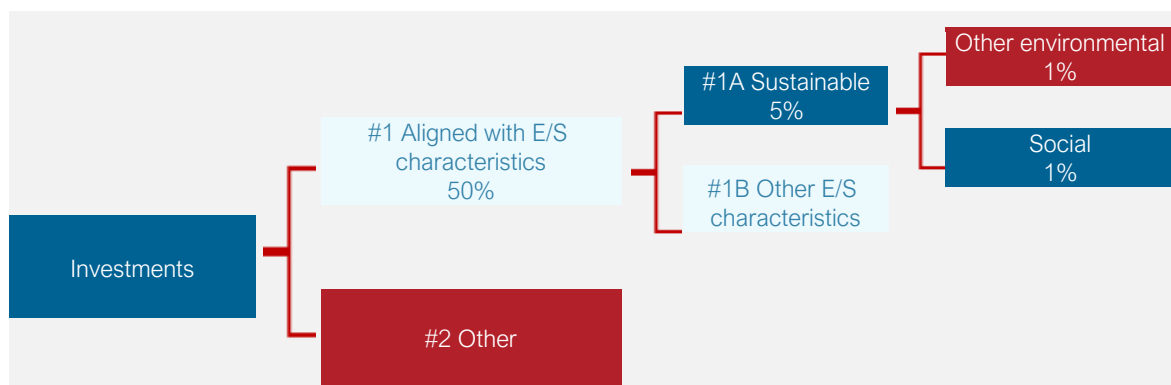 Investments
#1 Aligned with E/S
characteristics
50%
#2 Other
#1A Sustainable
5%
#1B Other E/S
characteristics
Other environmental
1%
Social
1%